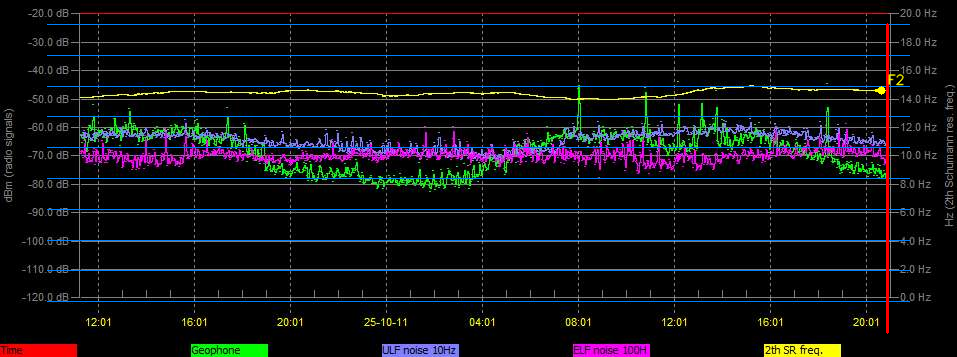 -20.0 dB 20.0 Hz
-30.0 dB 18.0 Hz
-40.0 dB 16.0 Hz
F2
-50.0 dB 14.0 Hz
-60.0 dB 12.0 Hz
-70.0 dB 10.0 Hz
-80.0 dB 8.0 Hz
-90.0 dB 6.0 Hz
-100.0 dB 4.0 Hz
-110.0 dB 2.0 Hz
-120.0 dB 0.0 Hz
dBm (radio signals)
Hz (2th Schumann res. freq.)
12:01 16:01 20:01 25-10-11 04:01 08:01 12:01 16:01 20:01
Time Geophone ULF noise 10Hz ELF noise 100H 2th SR freq.